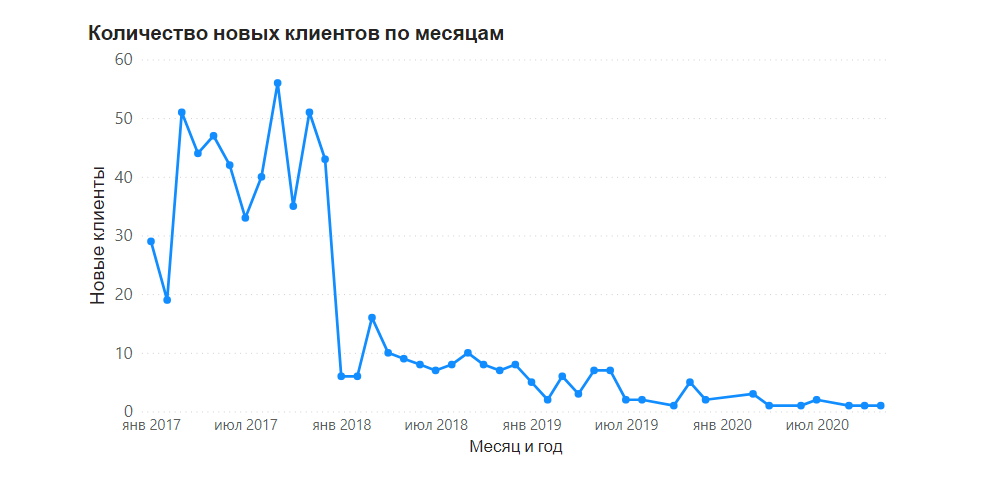 Количество новых клиентов по месяцам
60
50
40
30
20
10
0
Новые клиенты
янв 2017 июл 2017 янв 2018 июл 2018 янв 2019 июл 2019 янв 2020 июл 2020
Месяц и год